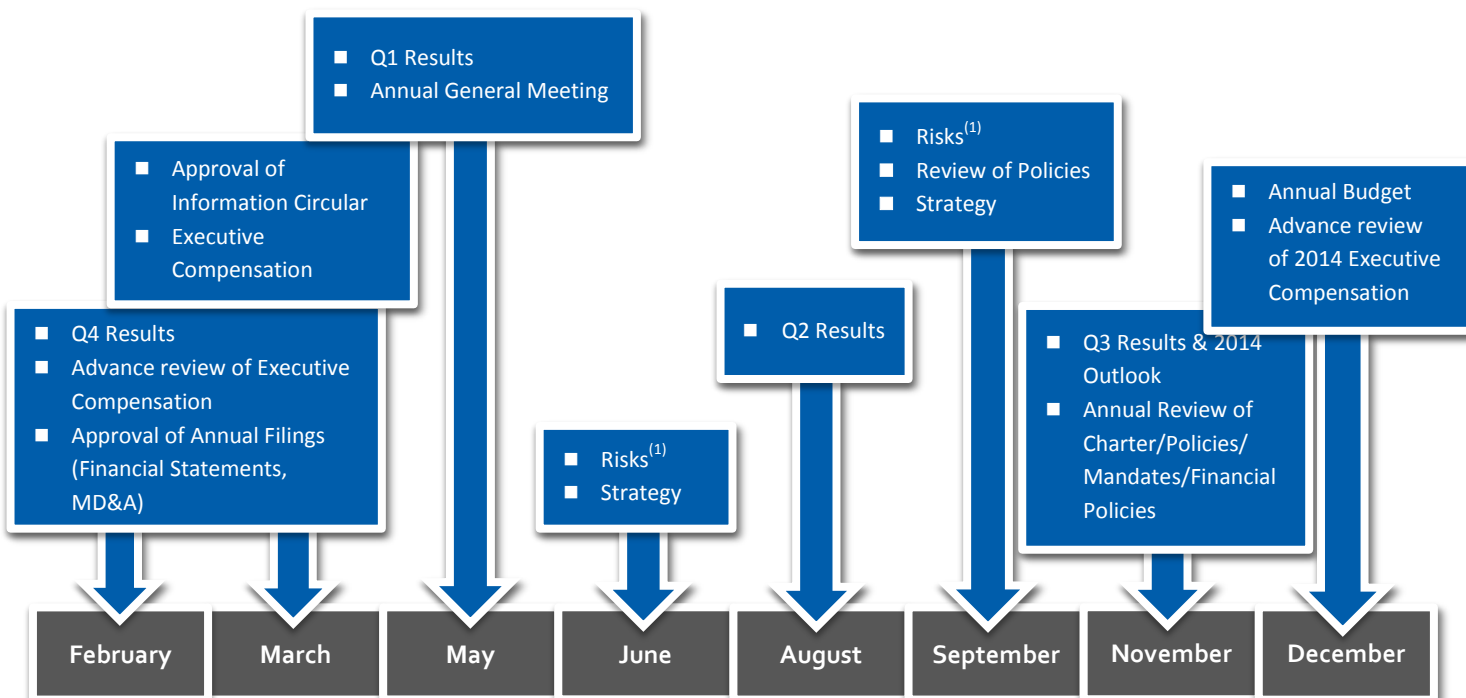 Q1 Results
Annual General Meeting
Approval of
Information Circular
Executive
Compensation
Q4 Results
Advance review of Executive
Compensation
Approval of Annual Filings
(Financial Statements,
MD&A)
Risks(1)
Strategy
Q2 Results
Risks(1)
Review of Policies
Strategy
Q3 Results & 2014
Outlook
Annual Review of
Charter/Policies/
Mandates/Financial
Policies
Annual Budget
Advance review
of 2014 Executive
Compensation
February
March
May
June
August
September
November
December